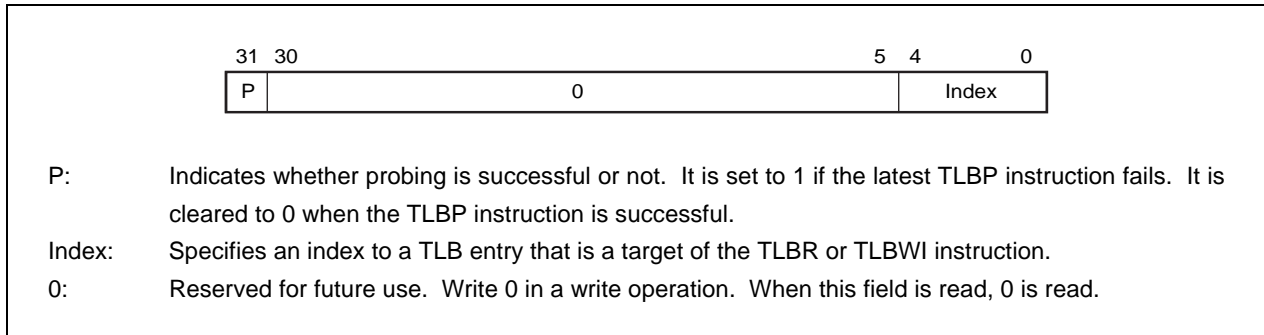 31 30 5 4 0
P 0 Index
P: Indicates whether probing is successful or not. It is set to 1 if the latest TLBP instruction fails. It is
cleared to 0 when the TLBP instruction is successful.
Index: Specifies an index to a TLB entry that is a target of the TLBR or TLBWI instruction.
0: Reserved for future use. Write 0 in a write operation. When this field is read, 0 is read.